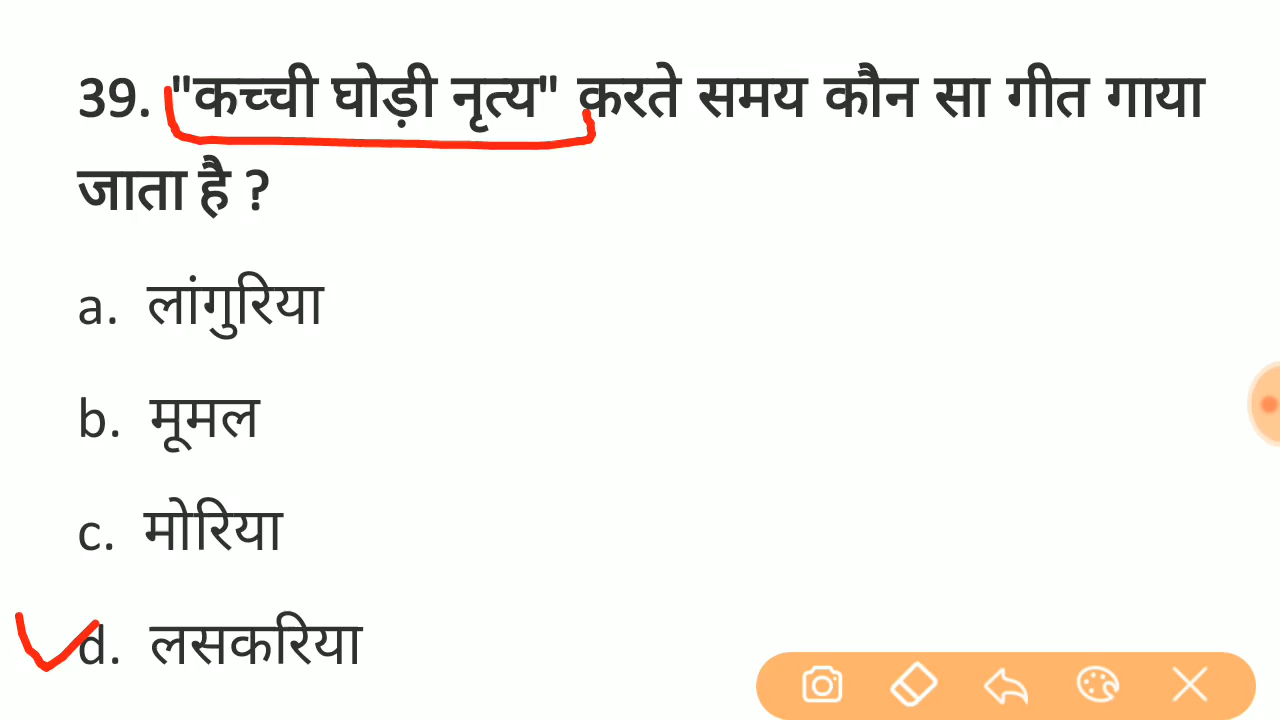 39. "कच्ची घोड़ी नृत्य" करते समय कौन सा गीत गाया
जाता है ?
a. लांगुरिया
b. मूमल
c. मोरिया
d. लसकरिया